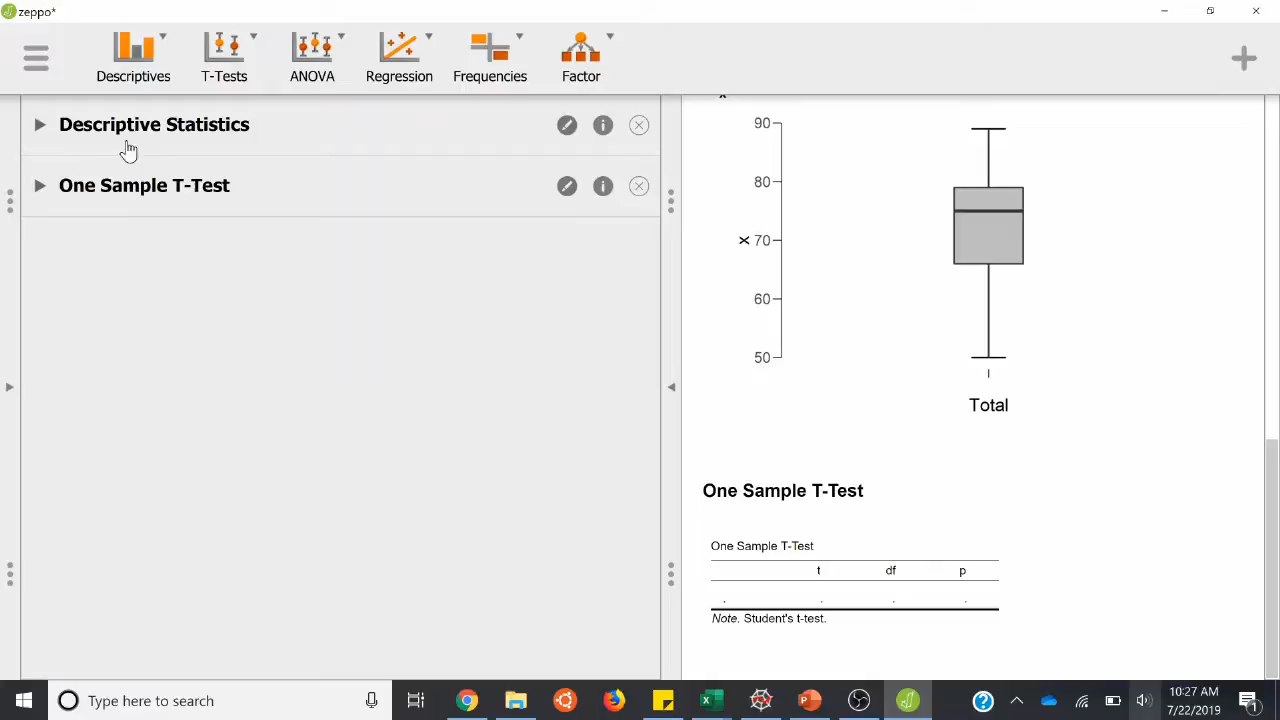 zeppo*
Descriptives
T-Tests
ANOVA
Regression
Frequencies
Factor
Descriptive Statistics
One Sample T-Test
90
80
x 70
60
50
Total
One Sample T-Test
One Sample T-Test
t df p
. . . .
Note. Student's t-test.
Type here to search
10:27 AM
7/22/2019
1